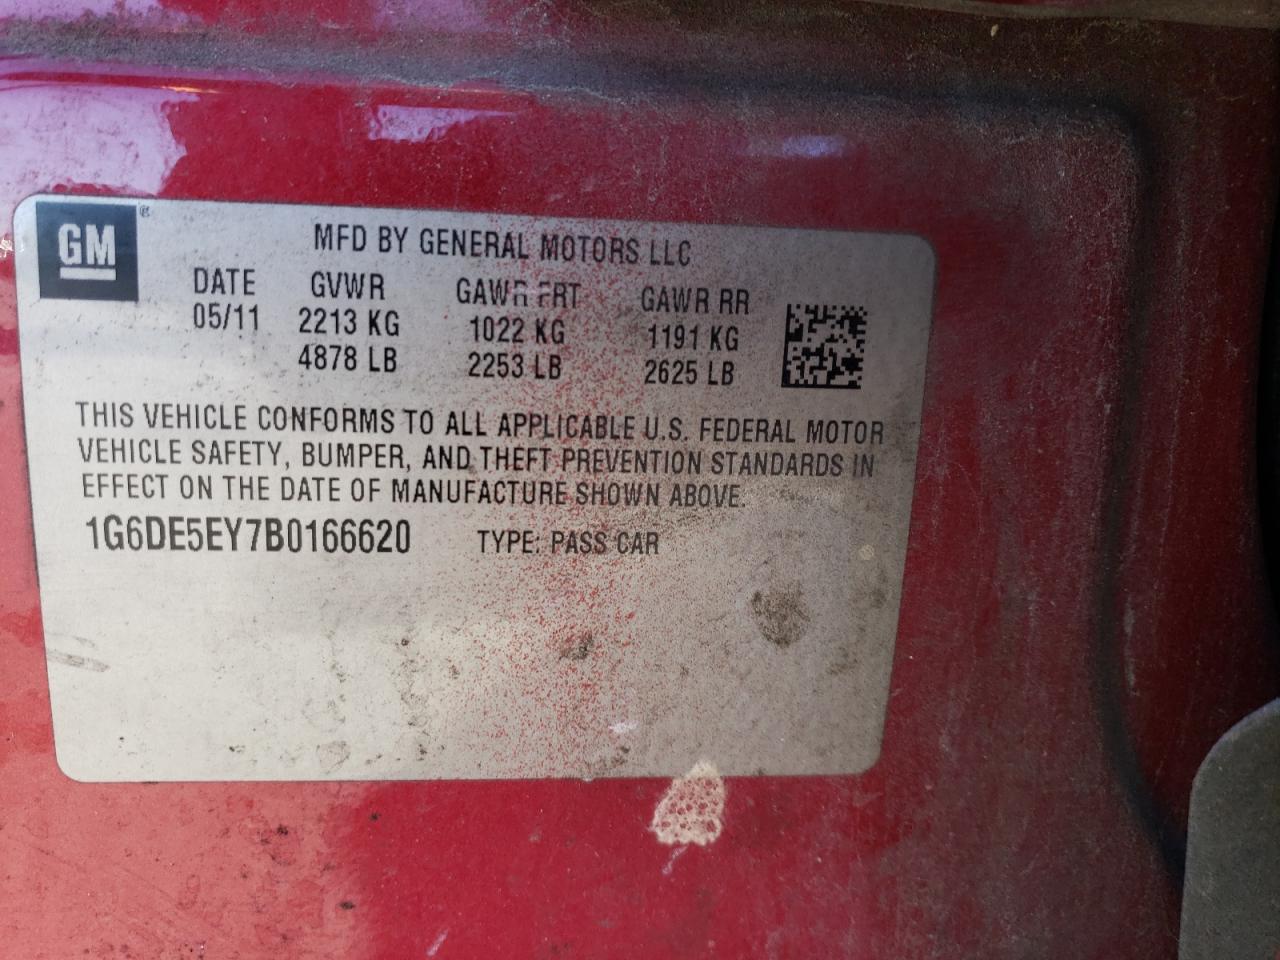 GM
MFD BY GENERAL MOTORS LLC
DATE GVWR GAWR FRT GAWR RR
05/11 2213 KG 1022 KG 1191 KG
4878 LB 2253 LB 2625 LB
THIS VEHICLE CONFORMS TO ALL APPLICABLE U.S. FEDERAL MOTOR
VEHICLE SAFETY, BUMPER, AND THEFT PREVENTION STANDARDS IN
EFFECT ON THE DATE OF MANUFACTURE SHOWN ABOVE.
1G6DE5EY7B0166620 TYPE: PASS CAR